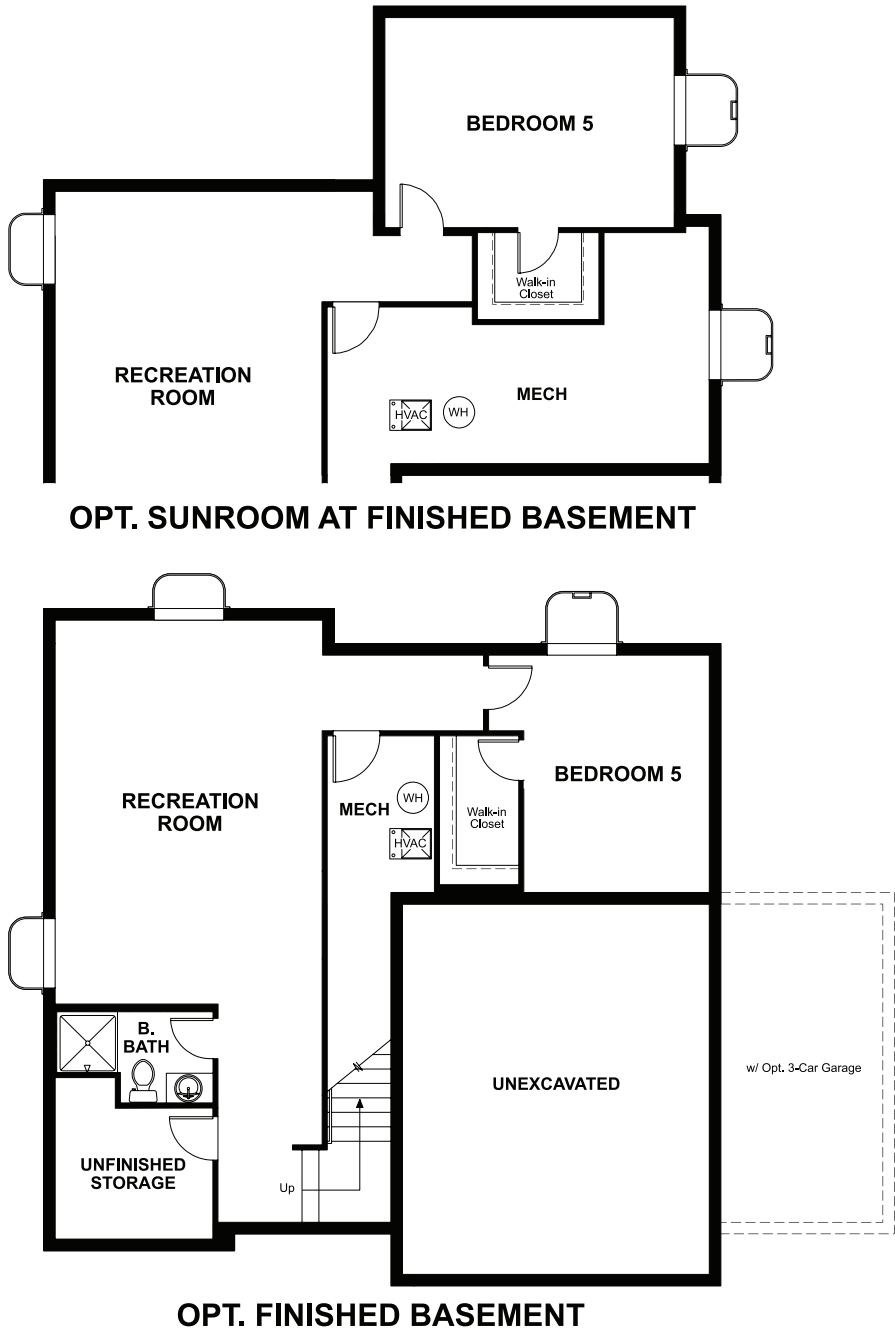 BEDROOM 5
Walk-in
Closet
RECREATION
ROOM
MECH
HVAC
WH
OPT. SUNROOM AT FINISHED BASEMENT
RECREATION
ROOM
MECH
WH
HVAC
Walk-in
Closet
BEDROOM 5
B.
BATH
UNEXCAVATED
w/ Opt. 3-Car Garage
UNFINISHED
STORAGE
Up
OPT. FINISHED BASEMENT